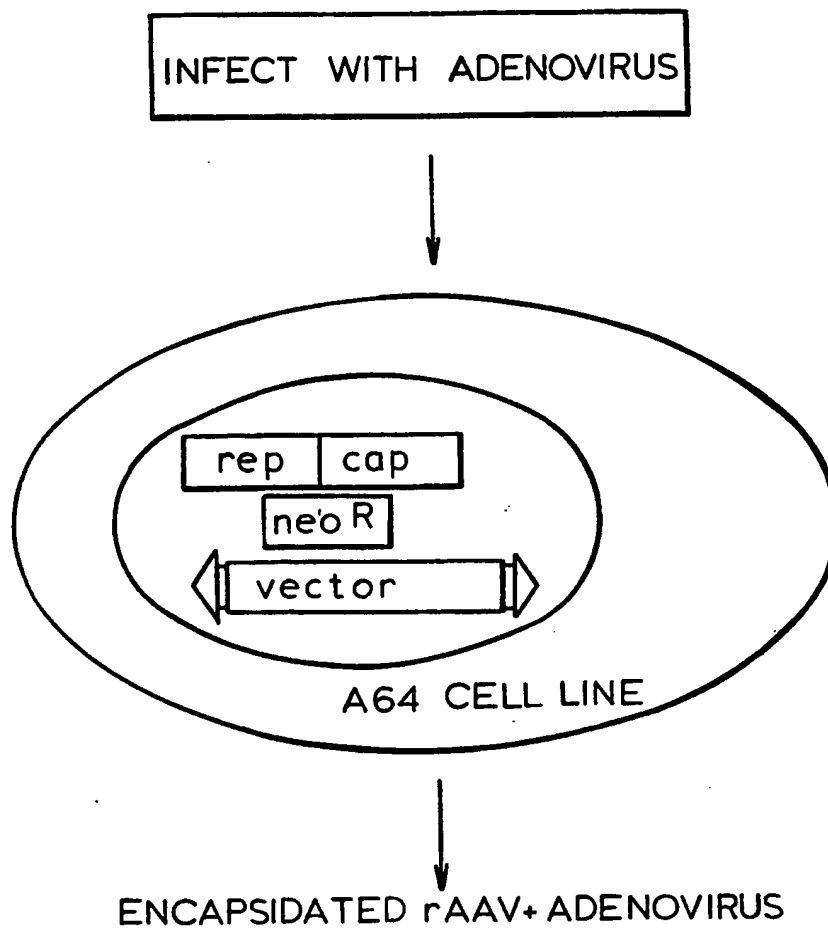 INFECT WITH ADENOVIRUS
rep cap
neo R
vector
A64 CELL LINE
ENCAPSIDATED rAAV+ ADENOVIRUS